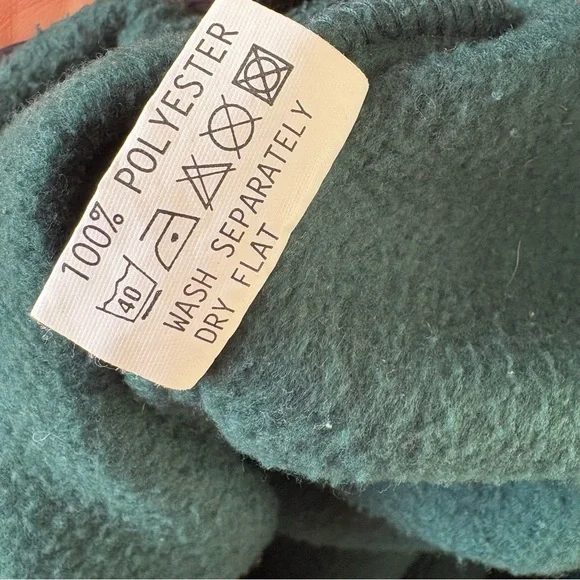 100% POLYESTER
40
WASH SEPARATELY
DRY FLAT